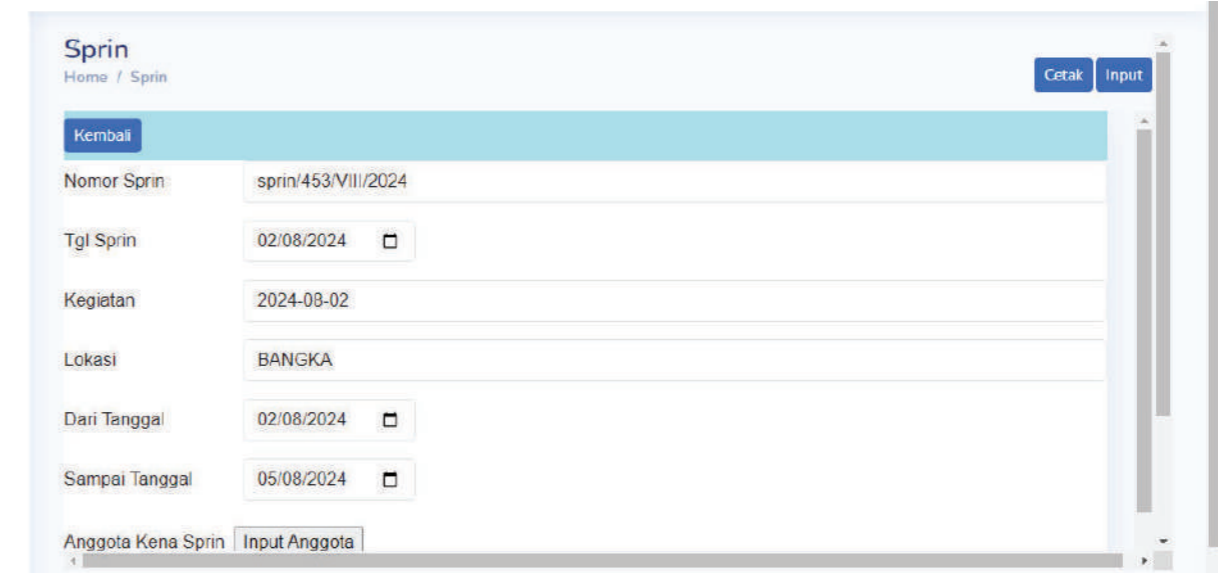 Sprin
Home / Sprin
Cetak Input
Kembali
Nomor Sprin sprin/453/VIII/2024
Tgl Sprin 02/08/2024
Kegiatan 2024-08-02
Lokasi BANGKA
Dari Tanggal 02/08/2024
Sampai Tanggal 05/08/2024
Anggota Kena Sprin Input Anggota